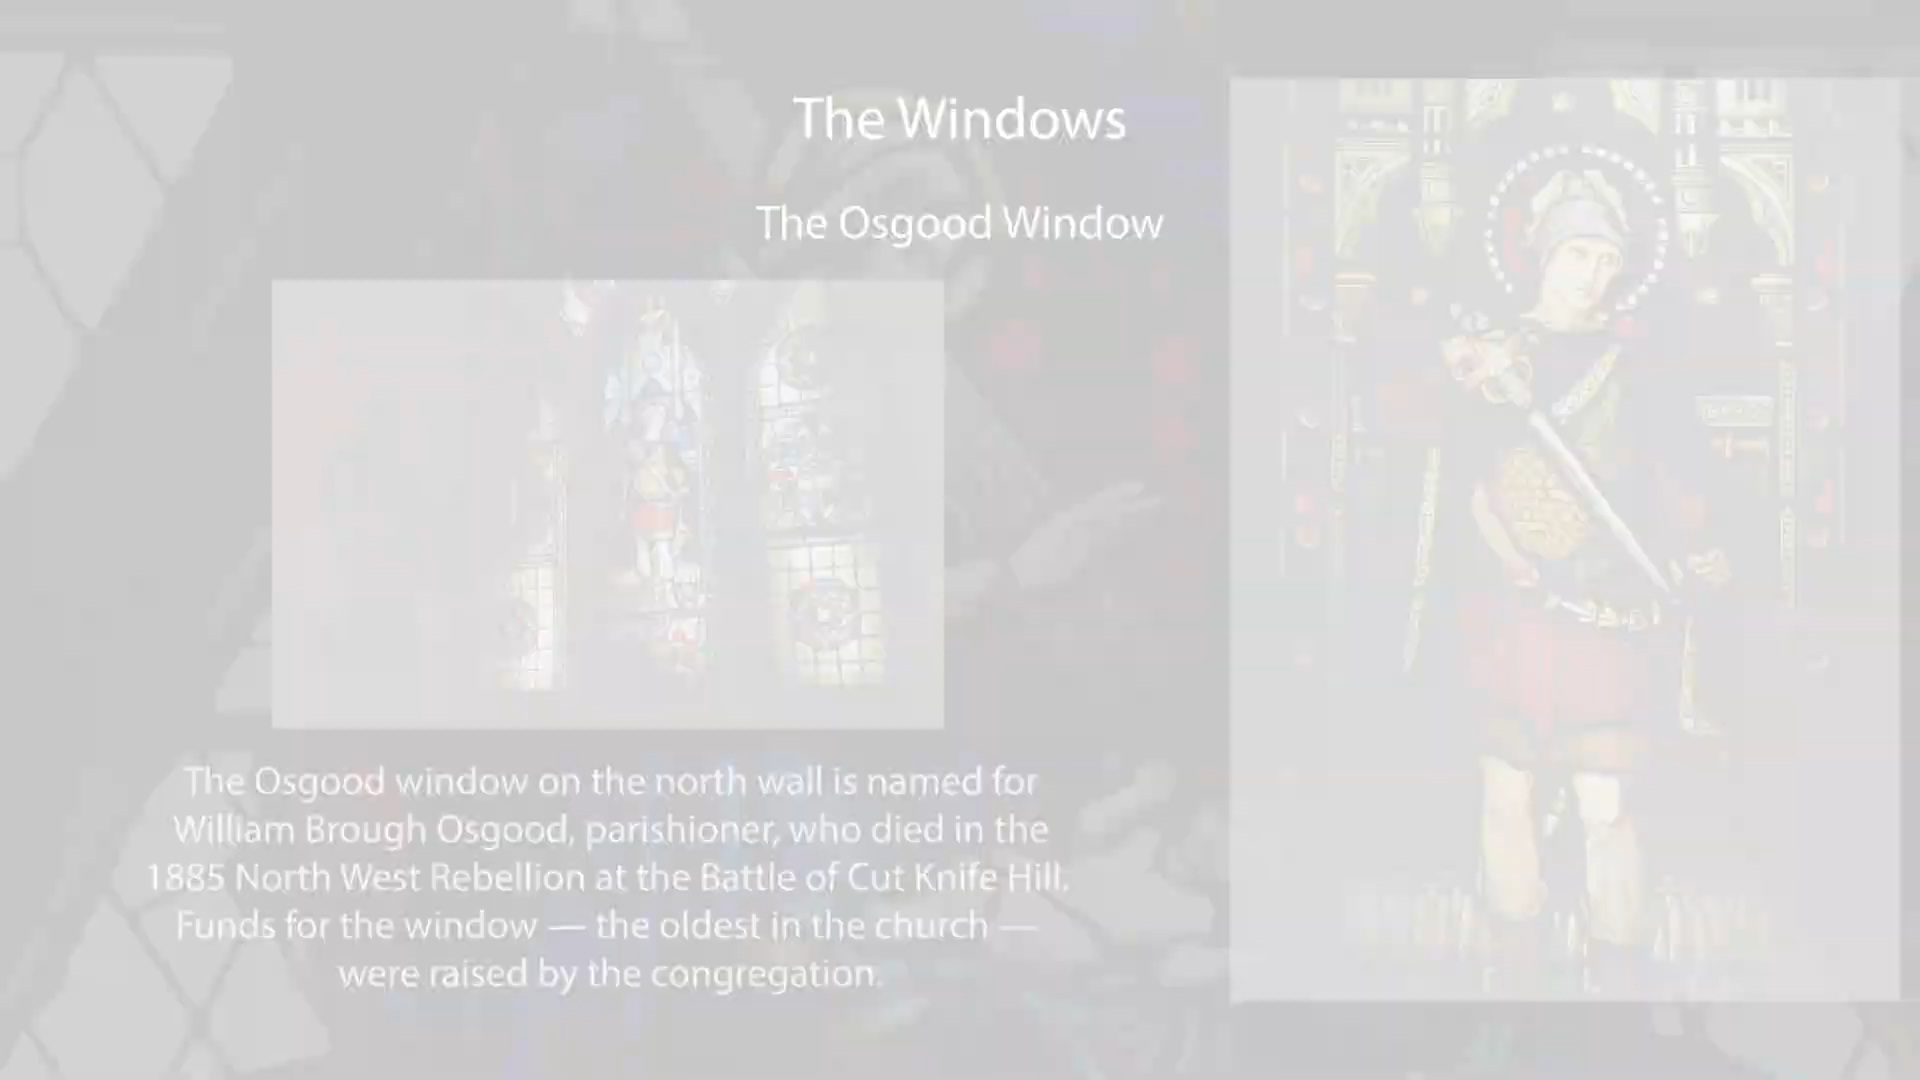 The Windows
The Osgood Window
The Osgood window on the north wall is named for
William Brough Osgood, parishioner, who died in the
1885 North West Rebellion at the Battle of Cut Knife Hill.
Funds for the window — the oldest in the church —
were raised by the congregation.